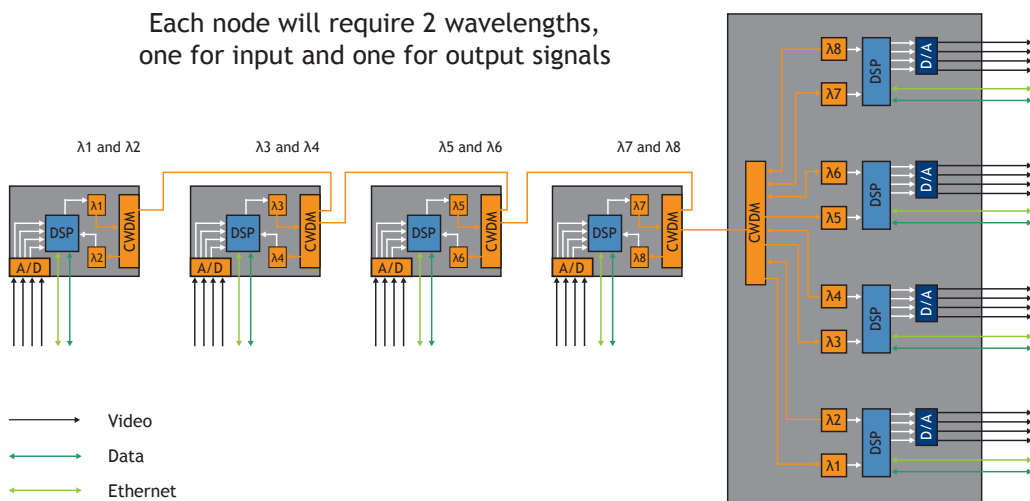 Each node will require 2 wavelengths,
one for input and one for output signals
λ1 and λ2
λ3 and λ4
λ5 and λ6
λ7 and λ8
λ1
DSP
λ2
CWDM
A/D
λ3
DSP
λ4
CWDM
A/D
λ5
DSP
λ6
CWDM
A/D
λ7
DSP
λ8
CWDM
A/D
CWDM
λ8
λ7
DSP
D/A
λ6
λ5
DSP
D/A
λ4
λ3
DSP
D/A
λ2
λ1
DSP
D/A
Video
Data
Ethernet